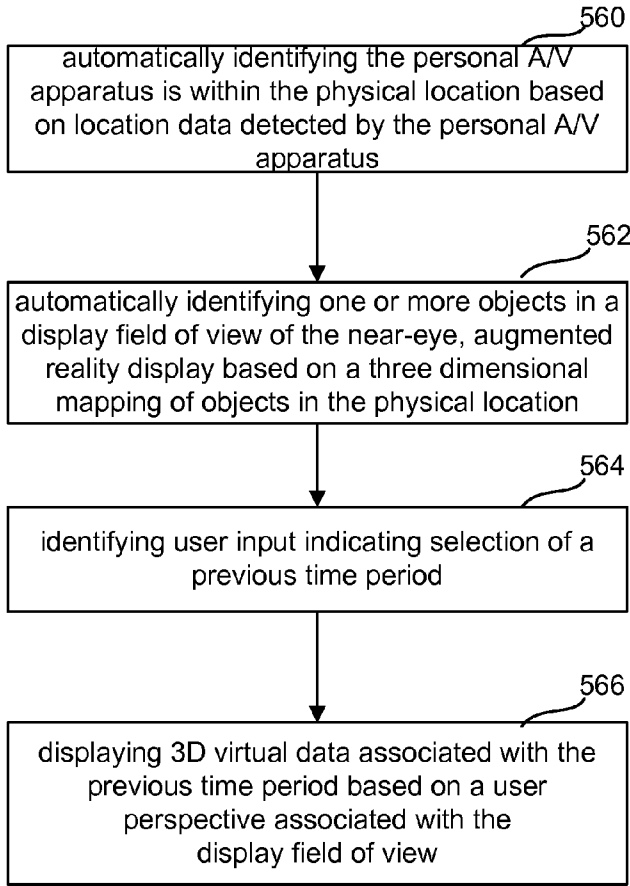 560
automatically identifying the personal A/V
apparatus is within the physical location based
on location data detected by the personal A/V
apparatus
562
automatically identifying one or more objects in a
display field of view of the near-eye, augmented
reality display based on a three dimensional
mapping of objects in the physical location
564
identifying user input indicating selection of a
previous time period
566
displaying 3D virtual data associated with the
previous time period based on a user
perspective associated with the
display field of view